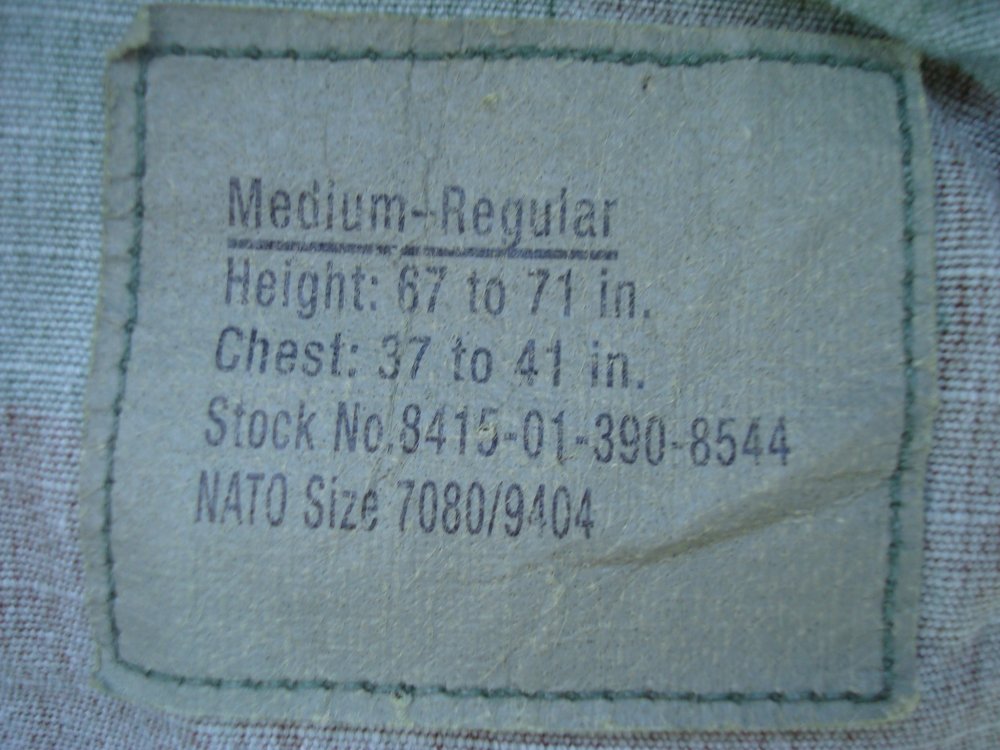 Medium-Regular
Height: 67 to 71 in.
Chest: 37 to 41 in.
Stock No.8415-01-390-8544
NATO Size 7080/9404